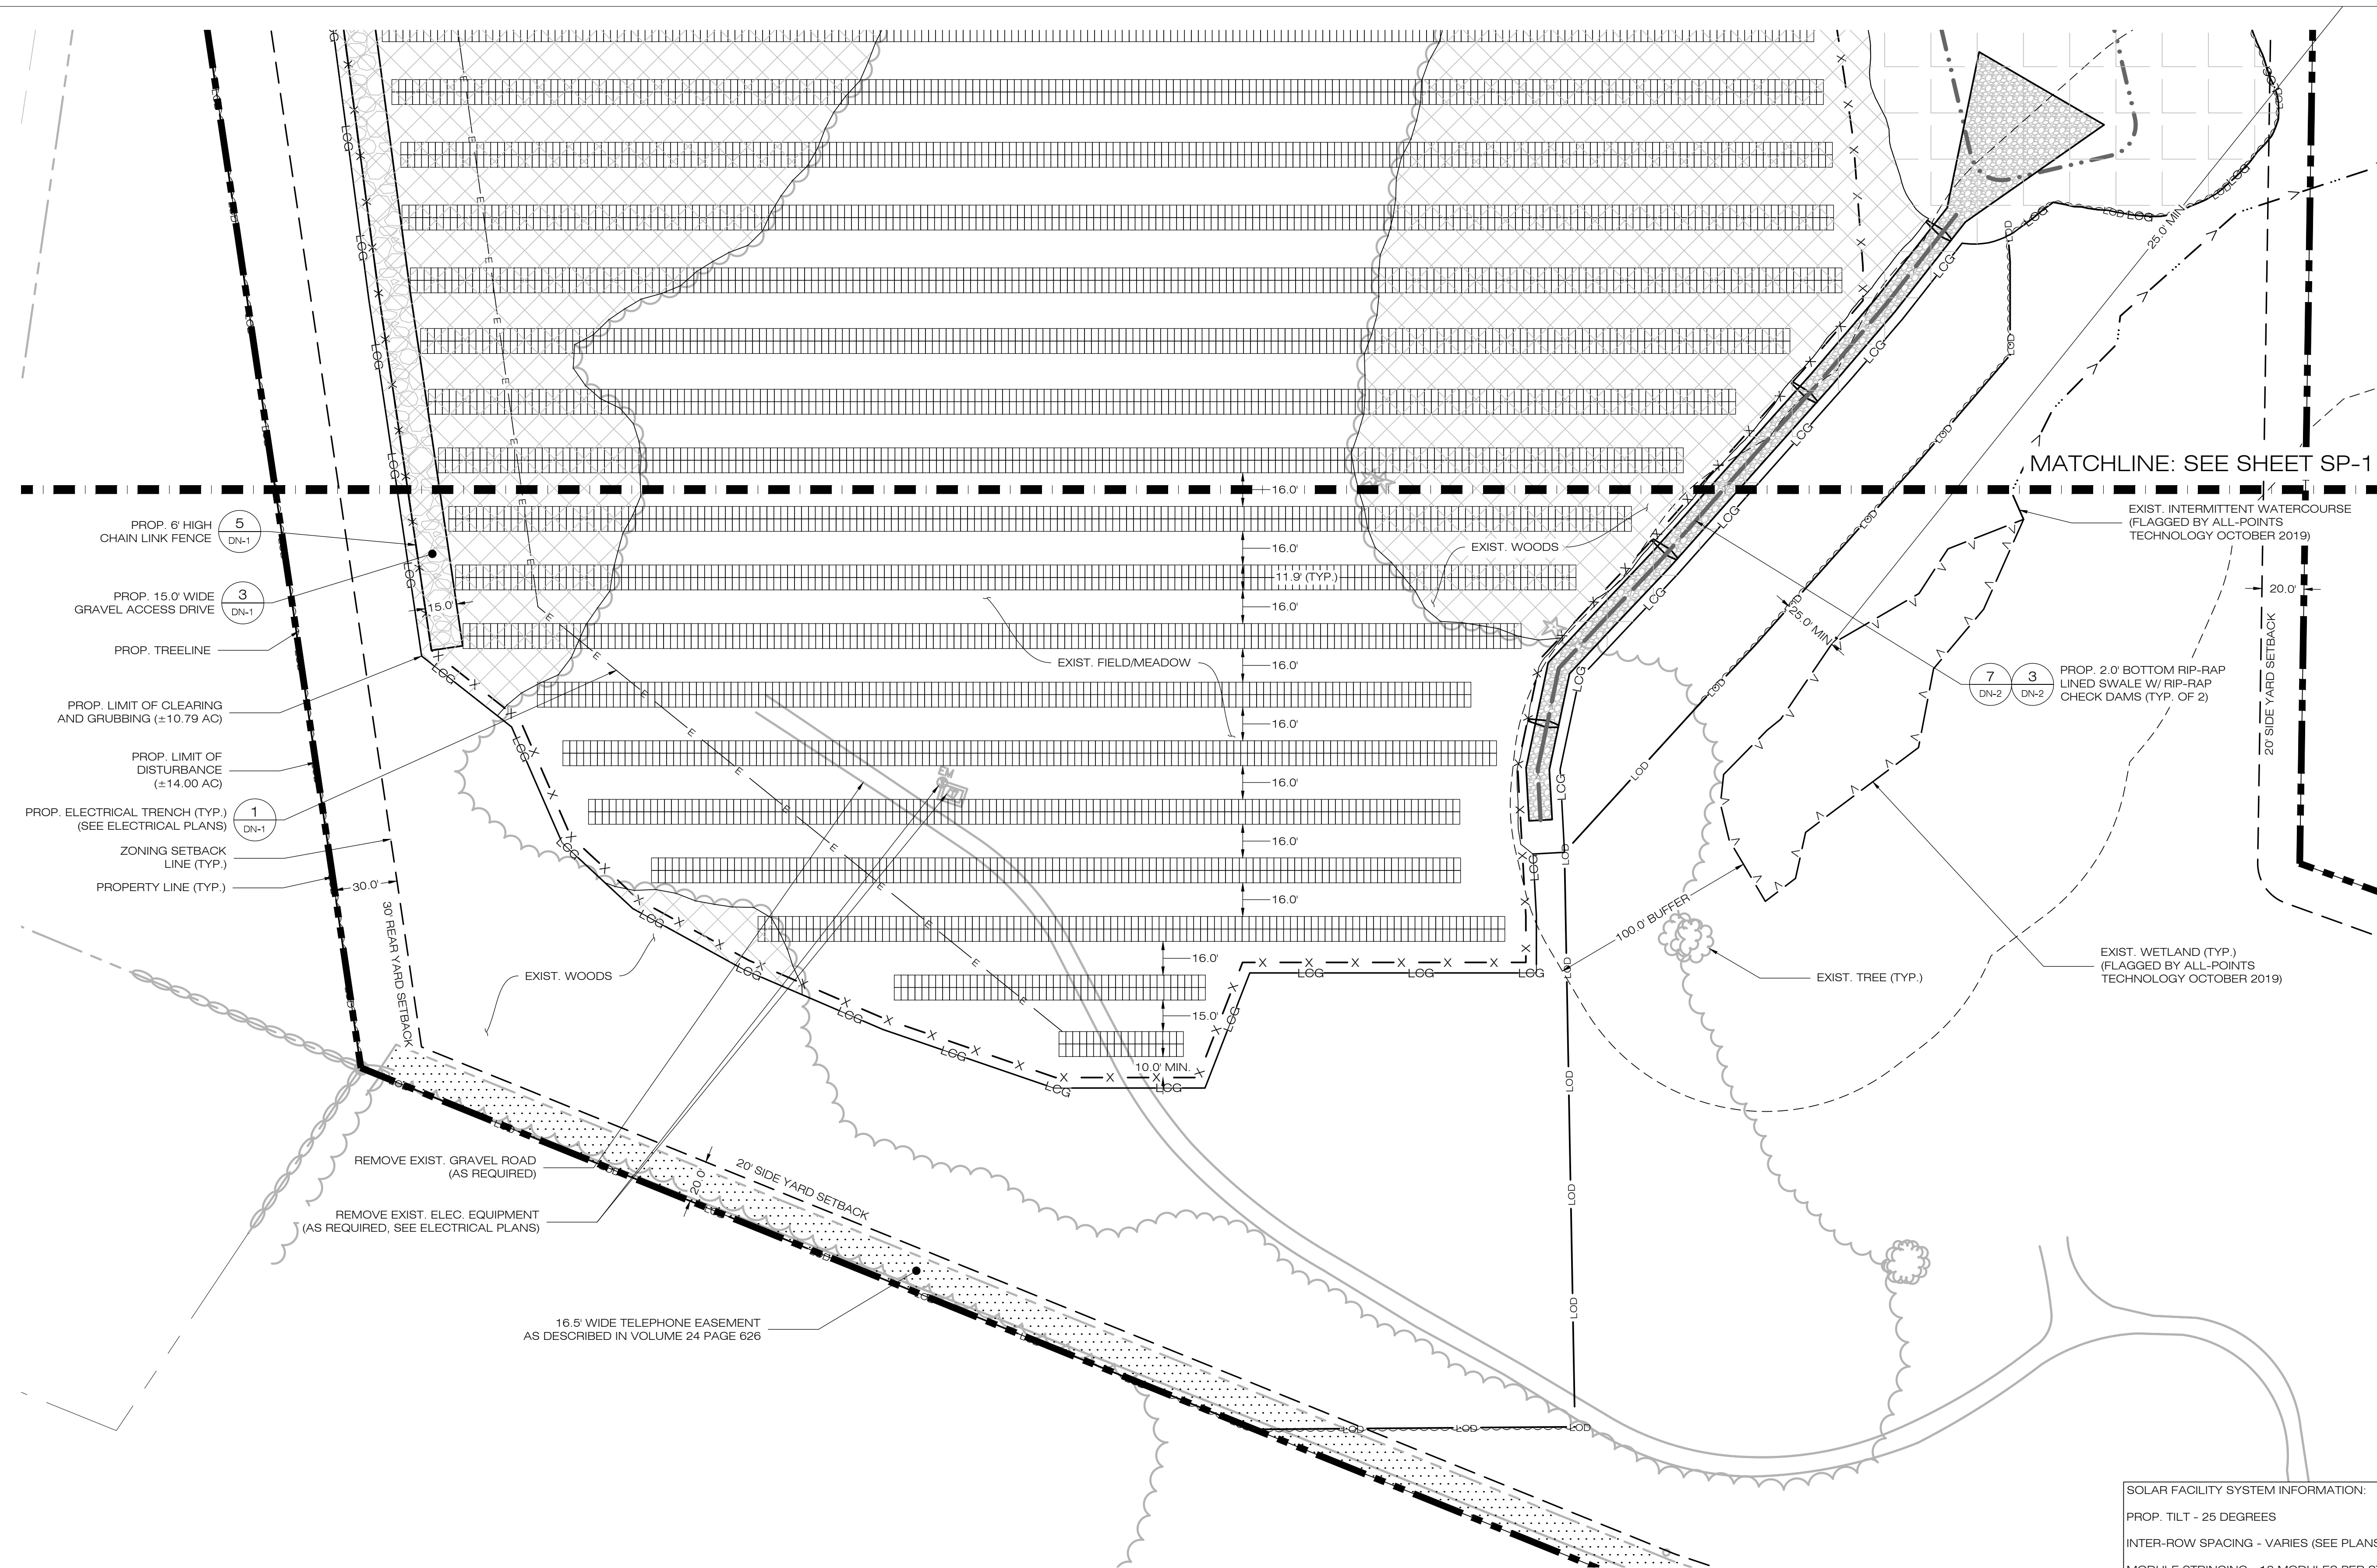 MATCHLINE: SEE SHEET SP-1
25.0' MIN.
16.0'
EXIST. INTERMITTENT WATERCOURSE
(FLAGGED BY ALL-POINTS
TECHNOLOGY OCTOBER 2019)
PROP. 6' HIGH
CHAIN LINK FENCE
5
DN-1
16.0'
EXIST. WOODS
11.9' (TYP.)
20.0'
PROP. 15.0' WIDE
GRAVEL ACCESS DRIVE
3
DN-1
15.0'
16.0'
25.0' MIN.
20' SIDE YARD SETBACK
PROP. TREELINE
EXIST. FIELD/MEADOW
16.0'
7
DN-2
3
DN-2
PROP. 2.0' BOTTOM RIP-RAP
LINED SWALE W/ RIP-RAP
CHECK DAMS (TYP. OF 2)
PROP. LIMIT OF CLEARING
AND GRUBBING (±10.79 AC)
16.0'
PROP. LIMIT OF
DISTURBANCE
(±14.00 AC)
EM
16.0'
PROP. ELECTRICAL TRENCH (TYP.)
(SEE ELECTRICAL PLANS)
1
DN-1
16.0'
ZONING SETBACK
LINE (TYP.)
PROPERTY LINE (TYP.)
30.0'
30' REAR YARD SETBACK
16.0'
100.0' BUFFER
16.0'
EXIST. WOODS
EXIST. TREE (TYP.)
EXIST. WETLAND (TYP.)
(FLAGGED BY ALL-POINTS
TECHNOLOGY OCTOBER 2019)
15.0'
10.0' MIN.
REMOVE EXIST. GRAVEL ROAD
(AS REQUIRED)
20.0'
20' SIDE YARD SETBACK
REMOVE EXIST. ELEC. EQUIPMENT
(AS REQUIRED, SEE ELECTRICAL PLANS)
16.5' WIDE TELEPHONE EASEMENT
AS DESCRIBED IN VOLUME 24 PAGE 626
LCG
LOD
X
E
SOLAR FACILITY SYSTEM INFORMATION:
PROP. TILT - 25 DEGREES
INTER-ROW SPACING - VARIES (SEE PLAN